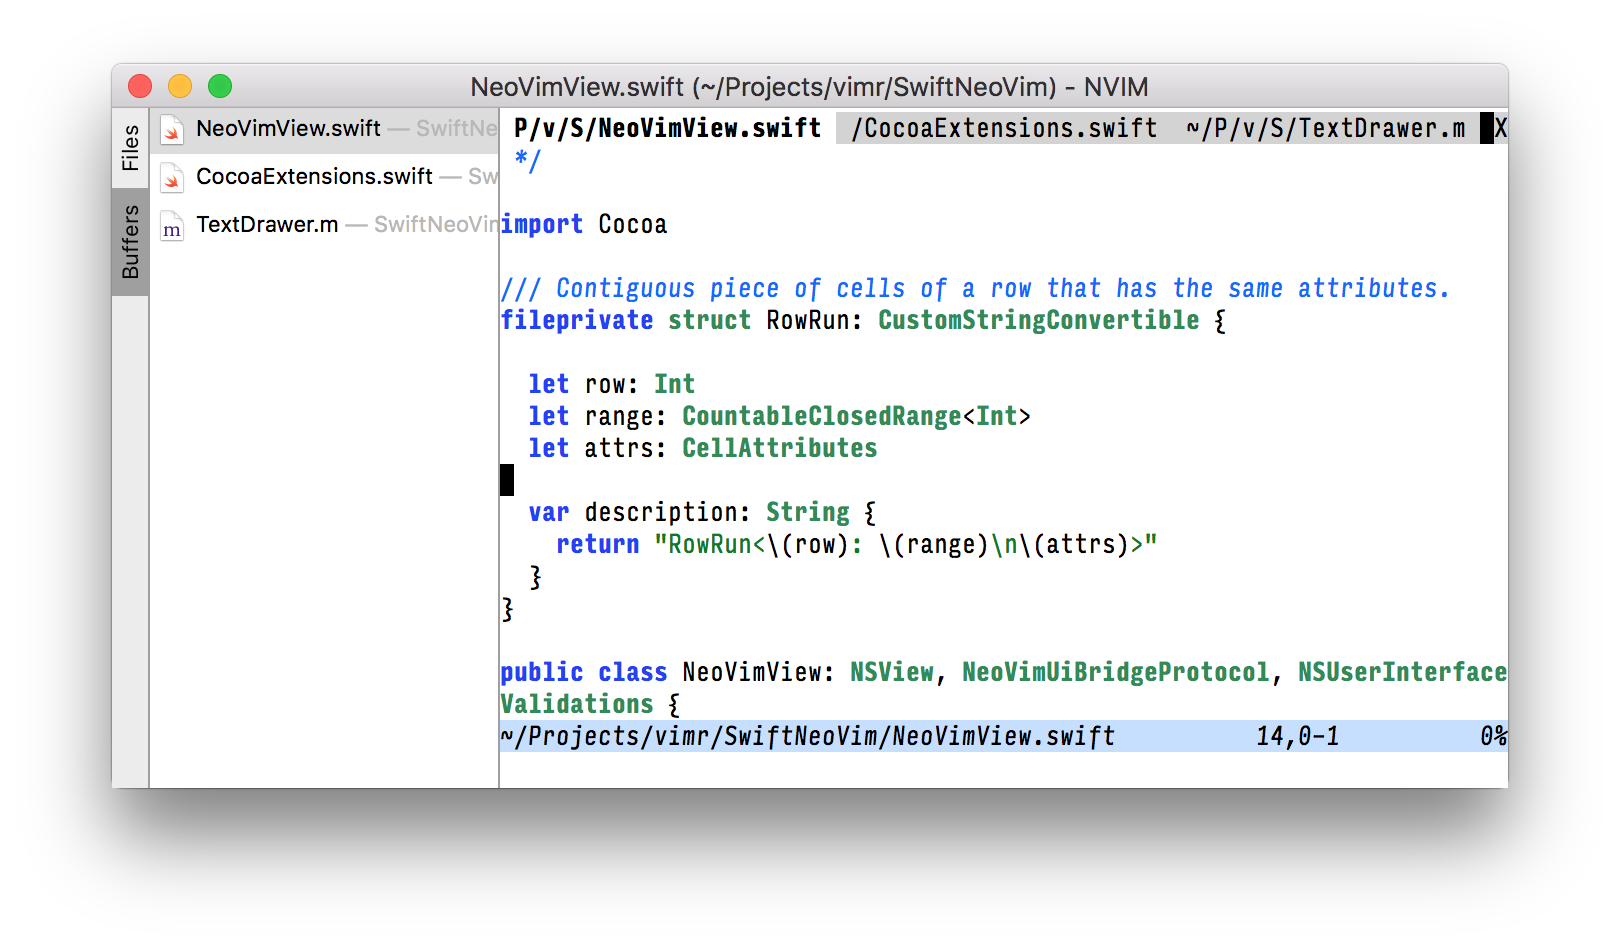 NeoVimView.swift (~/Projects/vimr/SwiftNeoVim) - NVIM
Files
Buffers
NeoVimView.swift — SwiftNe
CocoaExtensions.swift — Sw
m TextDrawer.m — SwiftNeoVin
P/v/S/NeoVimView.swift /CocoaExtensions.swift ~/P/v/S/TextDrawer.m X
*/
import Cocoa
/// Contiguous piece of cells of a row that has the same attributes.
fileprivate struct RowRun: CustomStringConvertible {
let row: Int
let range: CountableClosedRange<Int>
let attrs: CellAttributes
var description: String {
return "RowRun<\(row): \(range)\n\(attrs)>"
}
}
public class NeoVimView: NSView, NeoVimUiBridgeProtocol, NSUserInterface
Validations {
~/Projects/vimr/SwiftNeoVim/NeoVimView.swift 14,0-1 0%